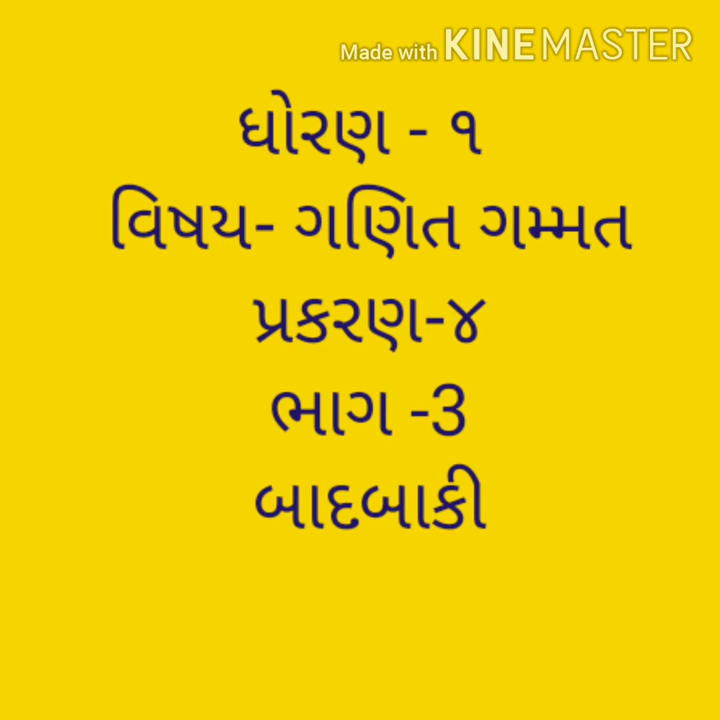 Made with KINEMASTER
ધોરણ - ૧
વિષય- ગણિત ગમ્મત
પ્રકરણ-૪
ભાગ -3
બાદબાકી